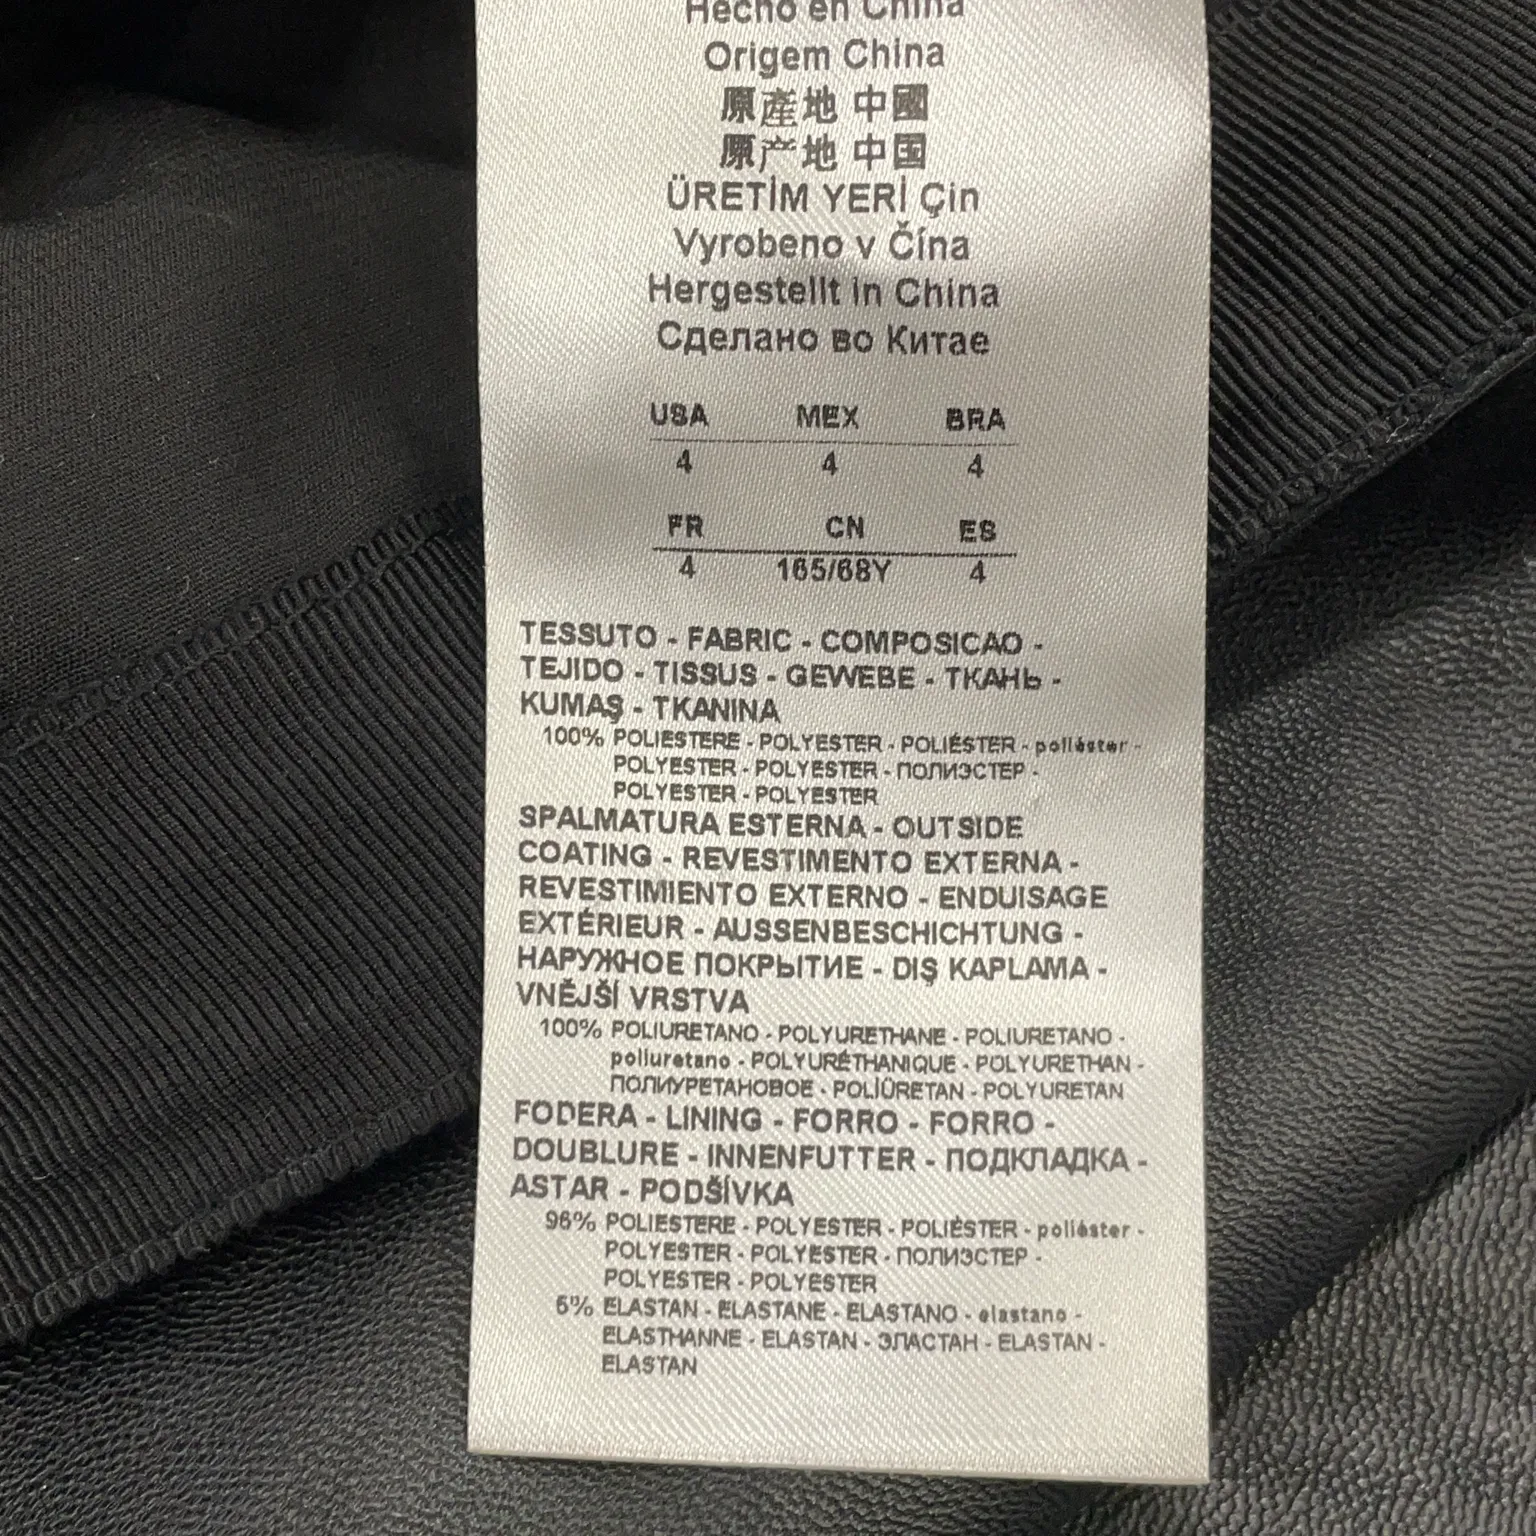 Hecho en China
Origem China
原產地 中國
原产地 中国
ÜRETİM YERİ Çin
Vyrobeno v Čína
Hergestellt in China
Сделано во Китае
USA MEX BRA
4 4 4
FR CN ES
4 165/68Y 4
TESSUTO - FABRIC - COMPOSICAO -
TEJIDO - TISSUS - GEWEBE - ТКАНЬ -
KUMAŞ - TKANINA
100% POLIESTERE - POLYESTER - POLIÉSTER - poliéster -
POLYESTER - POLYESTER - ПОЛИЭСТЕР -
POLYESTER - POLYESTER
SPALMATURA ESTERNA - OUTSIDE
COATING - REVESTIMENTO EXTERNA -
REVESTIMIENTO EXTERNO - ENDUISAGE
EXTÉRIEUR - AUSSENBESCHICHTUNG -
НАРУЖНОЕ ПОКРЫТИЕ - DIŞ KAPLAMA -
VNĚJŠÍ VRSTVA
100% POLIURETANO - POLYURETHANE - POLIURETANO -
poliuretano - POLYURÉTHANIQUE - POLYURETHAN -
ПОЛИУРЕТАНОВОЕ - POLİÜRETAN - POLYURETAN
FODERA - LINING - FORRO - FORRO -
DOUBLURE - INNENFUTTER - ПОДКЛАДКА -
ASTAR - PODŠÍVKA
POLIESTERE - POLYESTER - POLIÉSTER - poliéster -
POLYESTER - POLYESTER - ПОЛИЭСТЕР -
POLYESTER - POLYESTER
ELASTAN - ELASTANE - ELASTANO - elastano -
ELASTHANNE - ELASTAN - ЭЛАСТАН - ELASTAN -
ELASTAN